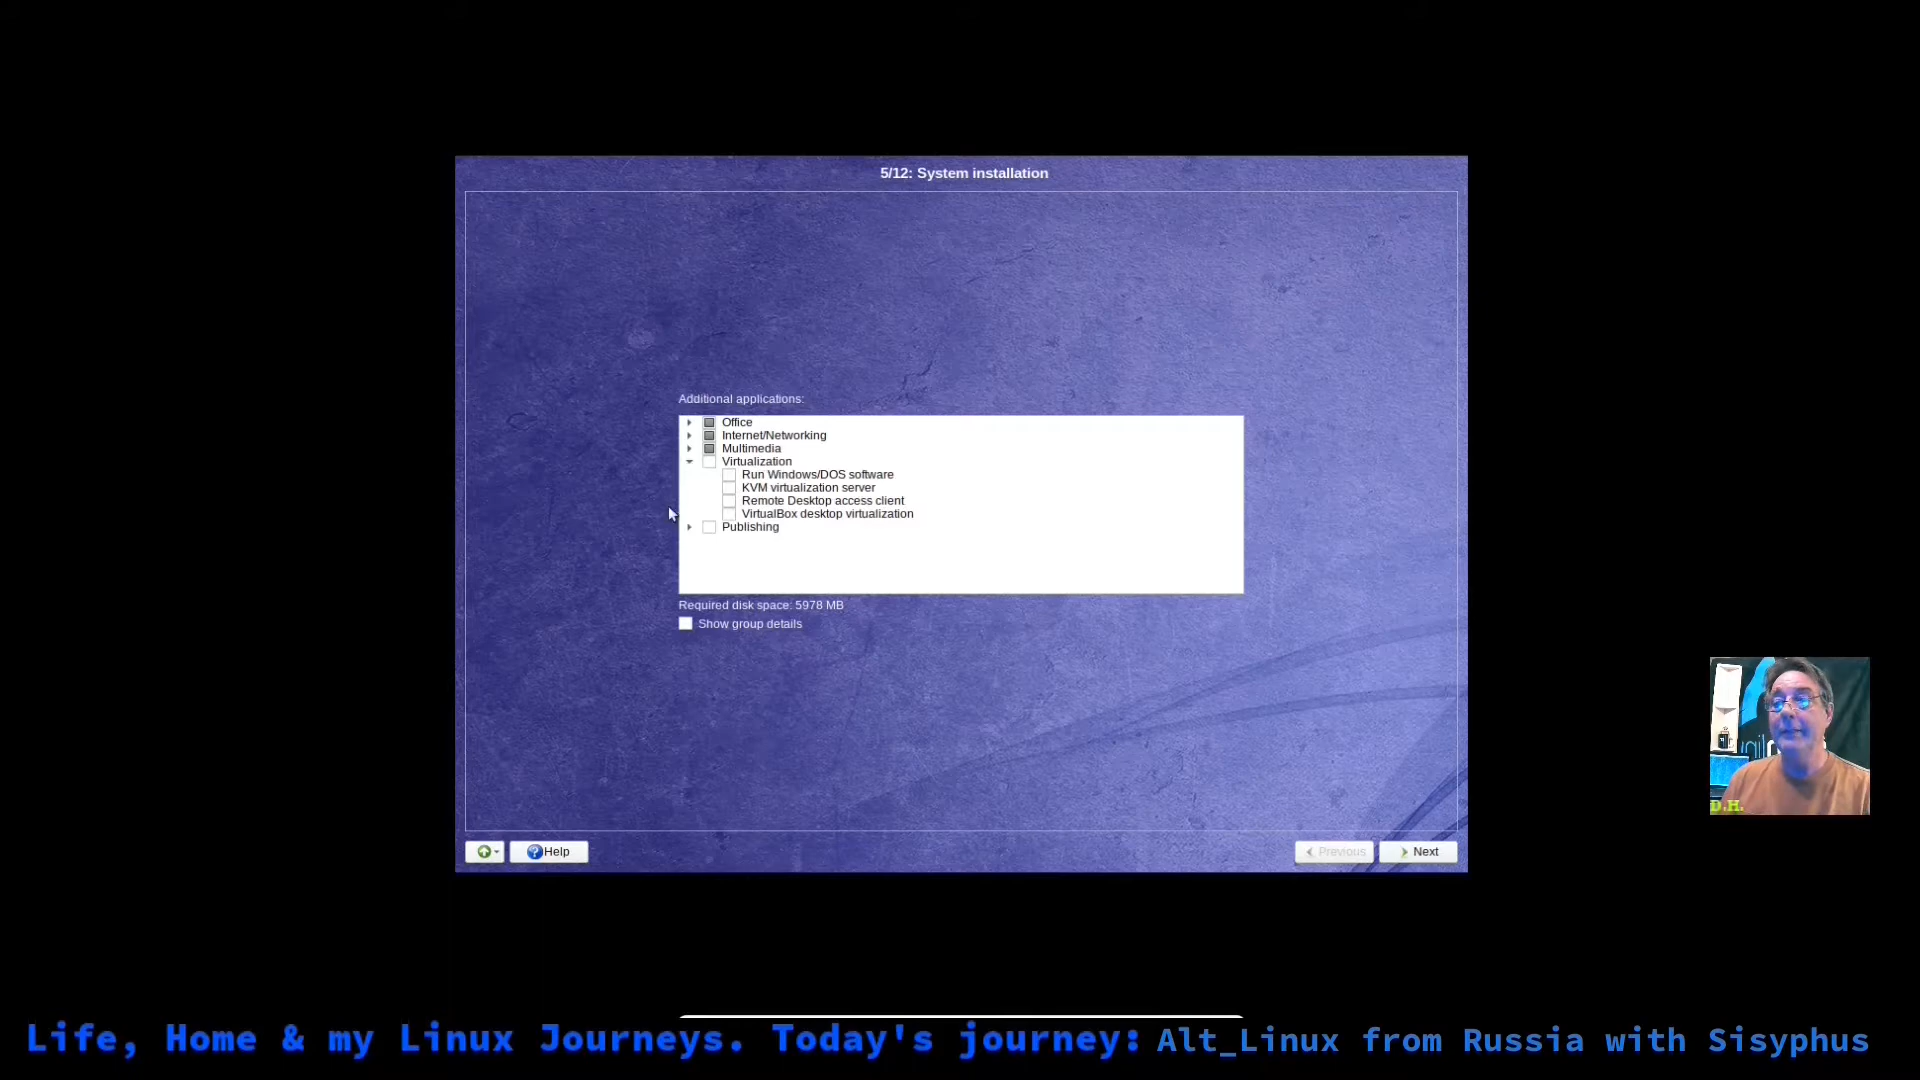 5/12: System installation
Additional applications:
Office
Internet/Networking
Multimedia
Virtualization
Run Windows/DOS software
KVM virtualization server
Remote Desktop access client
VirtualBox desktop virtualization
Publishing
Required disk space: 5978 MB
Show group details
Help
Previous
Next
D.H.
Life, Home & my Linux Journeys. Today's journey: Alt_Linux from Russia with Sisyphus